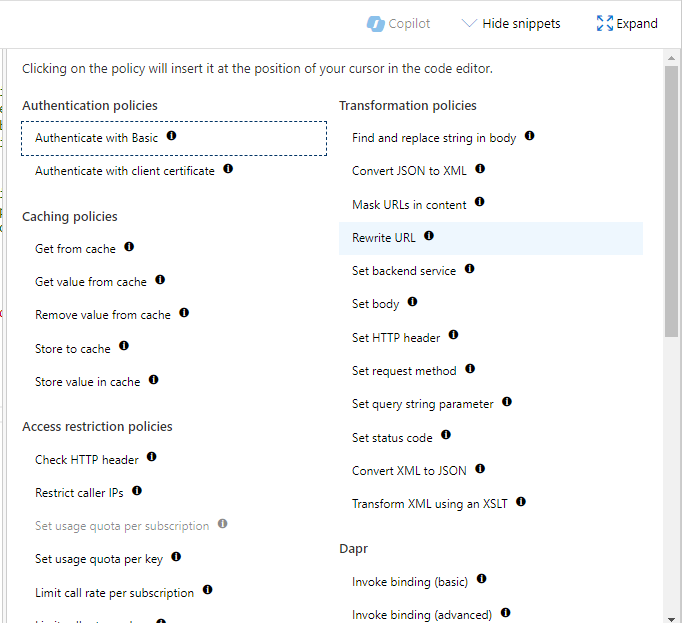 Copilot
Hide snippets
Expand
Clicking on the policy will insert it at the position of your cursor in the code editor.
Authentication policies
Authenticate with Basic
Authenticate with client certificate
Caching policies
Get from cache
Get value from cache
Remove value from cache
Store to cache
Store value in cache
Access restriction policies
Check HTTP header
Restrict caller IPs
Set usage quota per subscription
Set usage quota per key
Limit call rate per subscription
Transformation policies
Find and replace string in body
Convert JSON to XML
Mask URLs in content
Rewrite URL
Set backend service
Set body
Set HTTP header
Set request method
Set query string parameter
Set status code
Convert XML to JSON
Transform XML using an XSLT
Dapr
Invoke binding (basic)
Invoke binding (advanced)